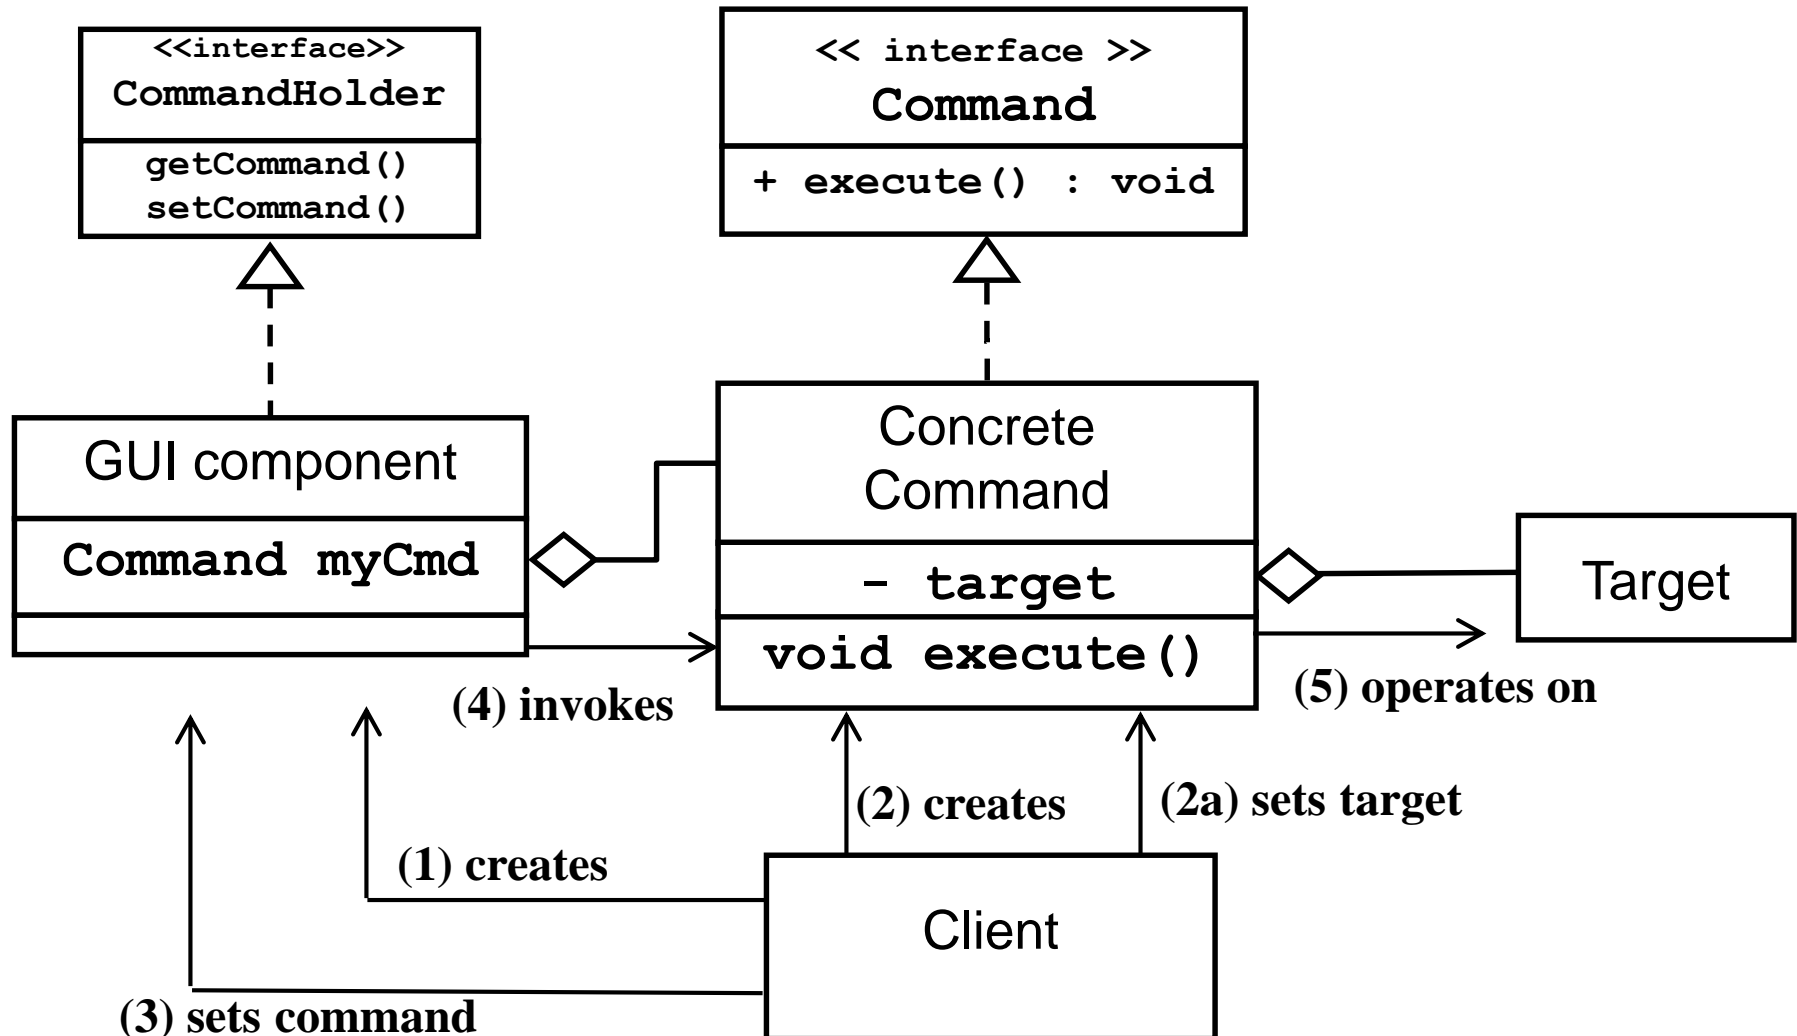 <<interface>>
CommandHolder
getCommand()
setCommand()
<< interface >>
Command
+ execute() : void
GUI component
Command myCmd
Concrete
Command
- target
void execute()
Target
(4) invokes
(5) operates on
(2) creates
(2a) sets target
(1) creates
Client
(3) sets command